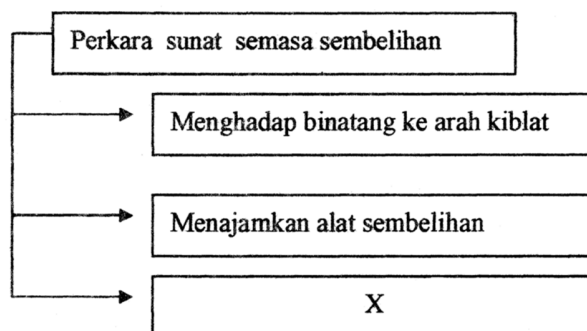 Perkara sunat semasa sembelihan
Menghadap binatang ke arah kiblat
Menajamkan alat sembelihan
X